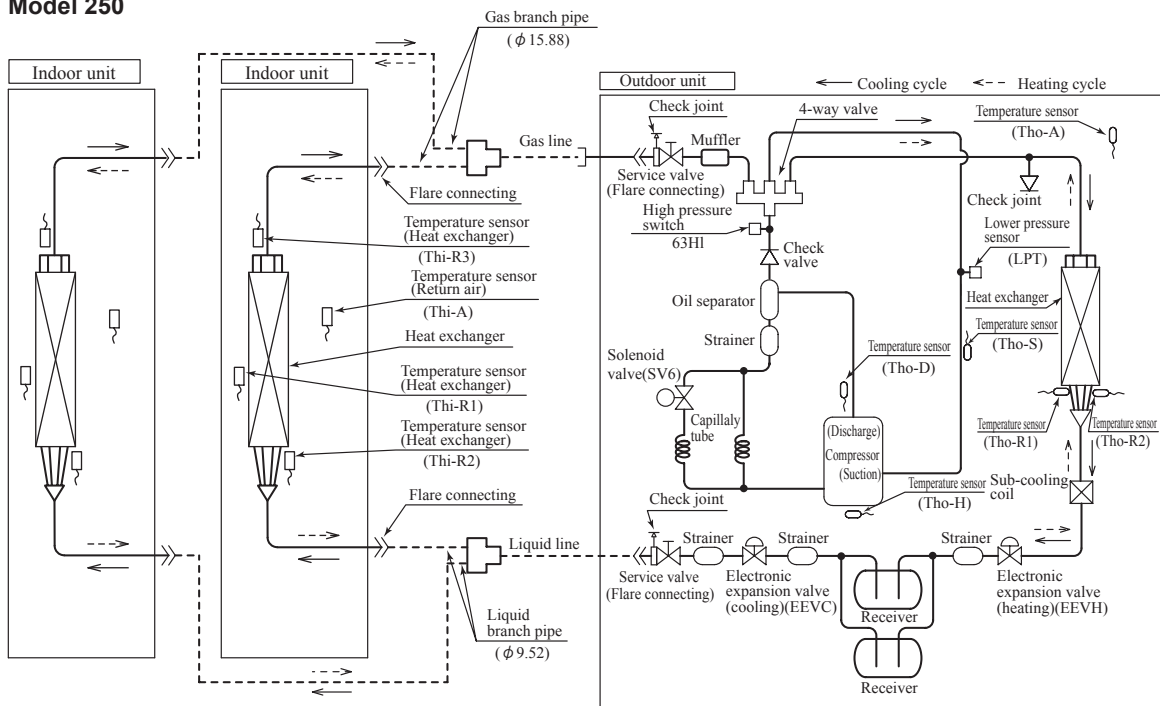 Model 250
Gas branch pipe
(ϕ 15.88)
Indoor unit
Indoor unit
Outdoor unit
Cooling cycle
Heating cycle
Check joint
4-way valve
Temperature sensor
(Tho-A)
Gas line
Muffler
Service valve
(Flare connecting)
Check joint
Flare connecting
High pressure
switch
63Hl
Lower pressure
sensor
(LPT)
Temperature sensor
(Heat exchanger)
(Thi-R3)
Check
valve
Temperature sensor
(Return air)
(Thi-A)
Oil separator
Heat exchanger
Strainer
Temperature sensor
(Tho-S)
Heat exchanger
Temperature sensor
(Tho-D)
Solenoid
valve(SV6)
Temperature sensor
(Heat exchanger)
(Thi-R1)
Capillaly
tube
(Discharge)
Compressor
(Suction)
Temperature sensor
(Tho-R1)
Temperature sensor
(Tho-R2)
Temperature sensor
(Heat exchanger)
(Thi-R2)
Temperature sensor
(Tho-H)
Sub-cooling
coil
Flare connecting
Check joint
Liquid line
Strainer
Strainer
Strainer
Service valve
(Flare connecting)
Electronic
expansion valve
(cooling)(EEVC)
Electronic
expansion valve
(heating)(EEVH)
Receiver
Liquid
branch pipe
(ϕ 9.52)
Receiver